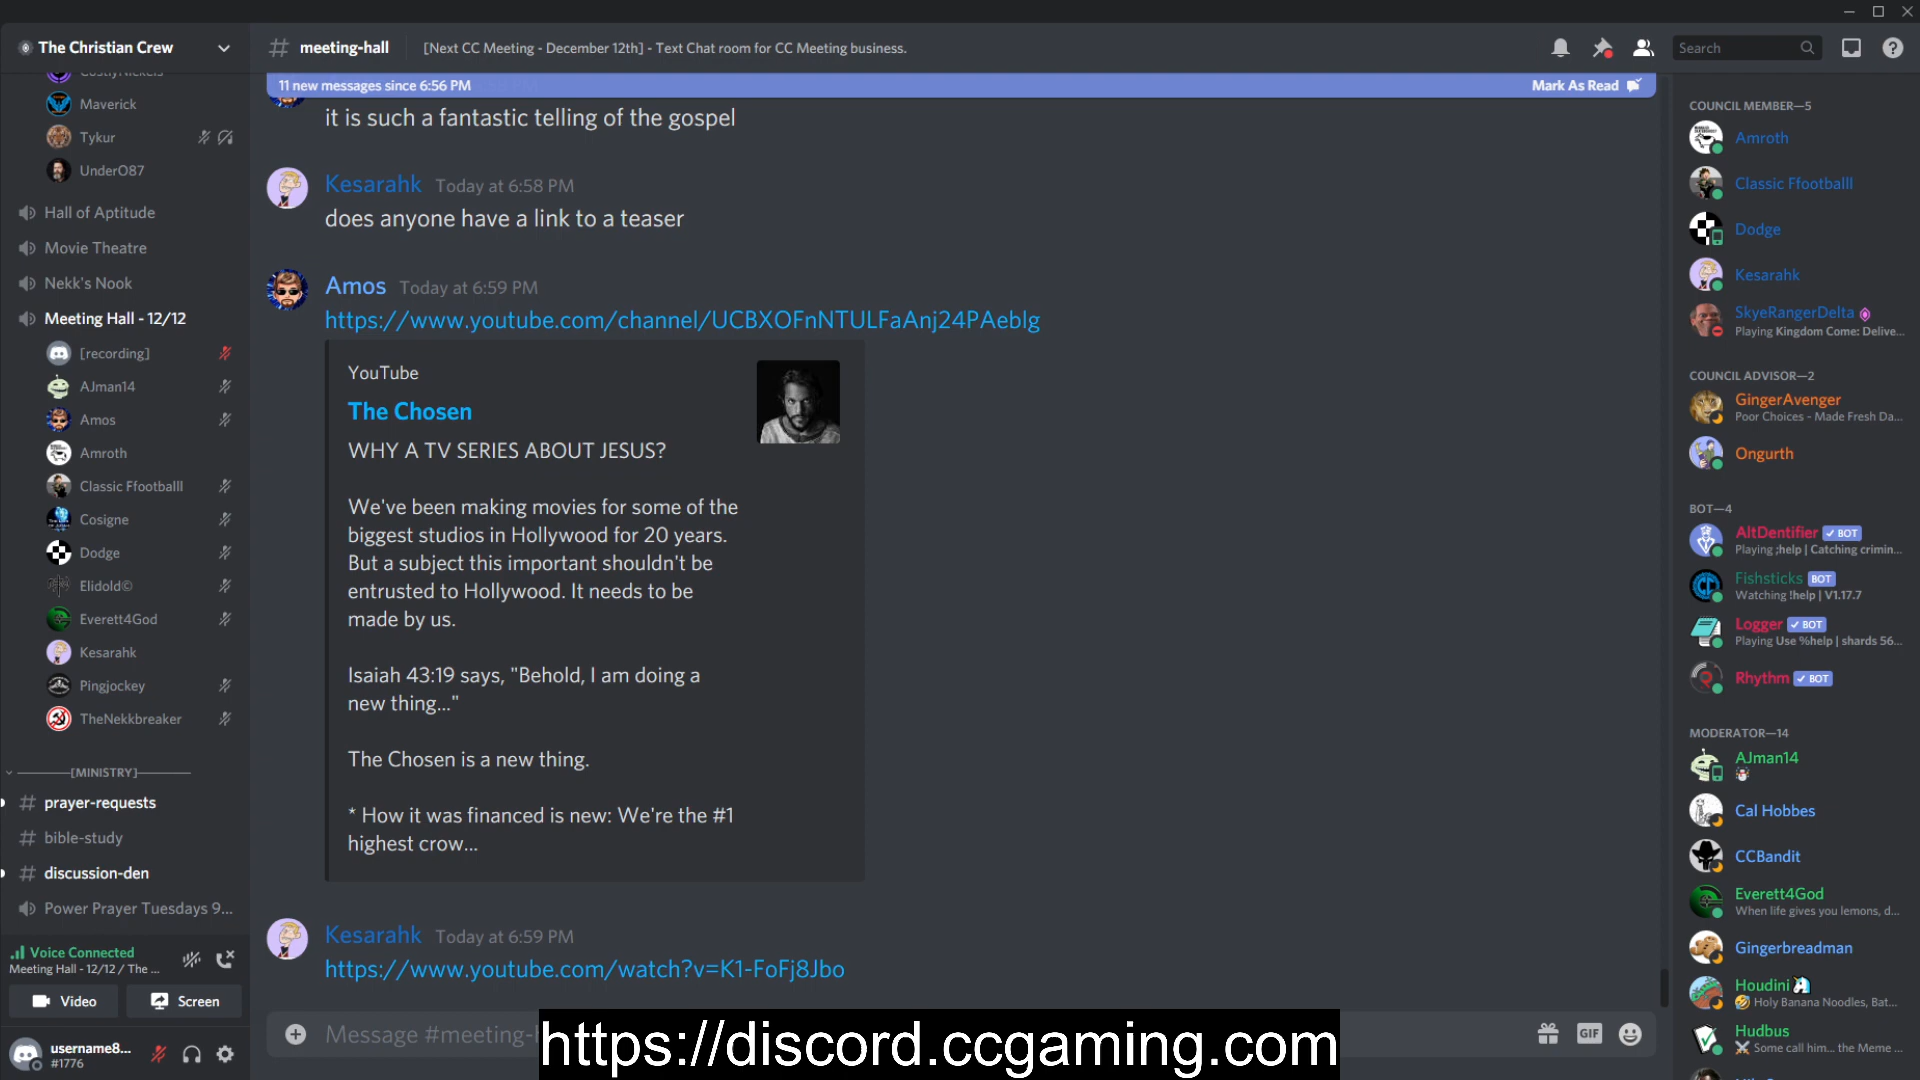 The Christian Crew
meeting-hall
[Next CC Meeting - December 12th] - Text Chat room for CC Meeting business.
Search
CostlyNickels
Maverick
Tykur
UnderO87
Hall of Aptitude
Movie Theatre
Nekk's Nook
Meeting Hall - 12/12
[recording]
AJman14
Amos
Amroth
Classic Ffootballl
Cosigne
Dodge
Elidold©
Everett4God
Kesarahk
Pingjockey
TheNekkbreaker
[MINISTRY]
prayer-requests
bible-study
discussion-den
Power Prayer Tuesdays 9...
Voice Connected
Meeting Hall - 12/12 / The ...
Video
Screen
username8...
#1776
11 new messages since 6:56 PM
Mark As Read
it is such a fantastic telling of the gospel
Kesarahk Today at 6:58 PM
does anyone have a link to a teaser
Amos Today at 6:59 PM
https://www.youtube.com/channel/UCBXOFnNTULFaAnj24PAeblg
YouTube
The Chosen
WHY A TV SERIES ABOUT JESUS?
We've been making movies for some of the
biggest studios in Hollywood for 20 years.
But a subject this important shouldn't be
entrusted to Hollywood. It needs to be
made by us.
Isaiah 43:19 says, "Behold, I am doing a
new thing..."
The Chosen is a new thing.
* How it was financed is new: We're the #1
highest crow...
Kesarahk Today at 6:59 PM
https://www.youtube.com/watch?v=K1-FoFj8Jbo
Message #meeting-
GIF
https://discord.ccgaming.com
COUNCIL MEMBER—5
Amroth
Classic Ffootballl
Dodge
Kesarahk
SkyeRangerDelta
Playing Kingdom Come: Delive...
COUNCIL ADVISOR—2
GingerAvenger
Poor Choices - Made Fresh Da...
Ongurth
BOT—4
AltDentifier BOT
Playing ;help | Catching crimin...
Fishsticks BOT
Watching !help | V1.17.7
Logger BOT
Playing Use %help | shards 56...
Rhythm BOT
MODERATOR—14
AJman14
Cal Hobbes
CCBandit
Everett4God
When life gives you lemons, d...
Gingerbreadman
Houdini
Holy Banana Noodles, Bat...
Hudbus
Some call him... the Meme ...